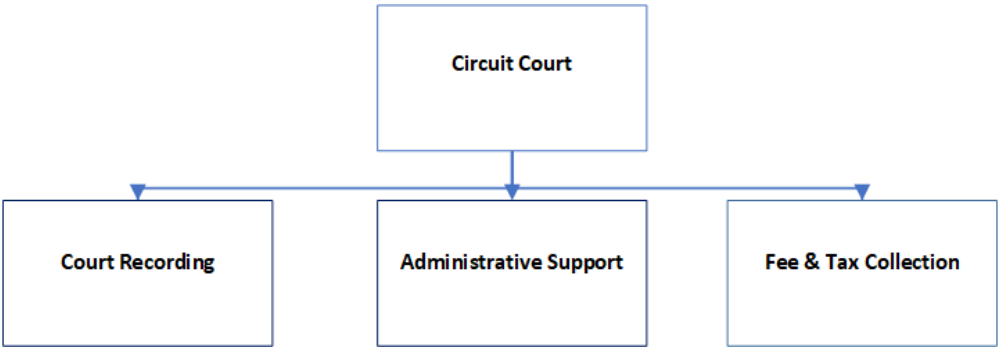 Circuit Court
Court Recording
Administrative Support
Fee & Tax Collection